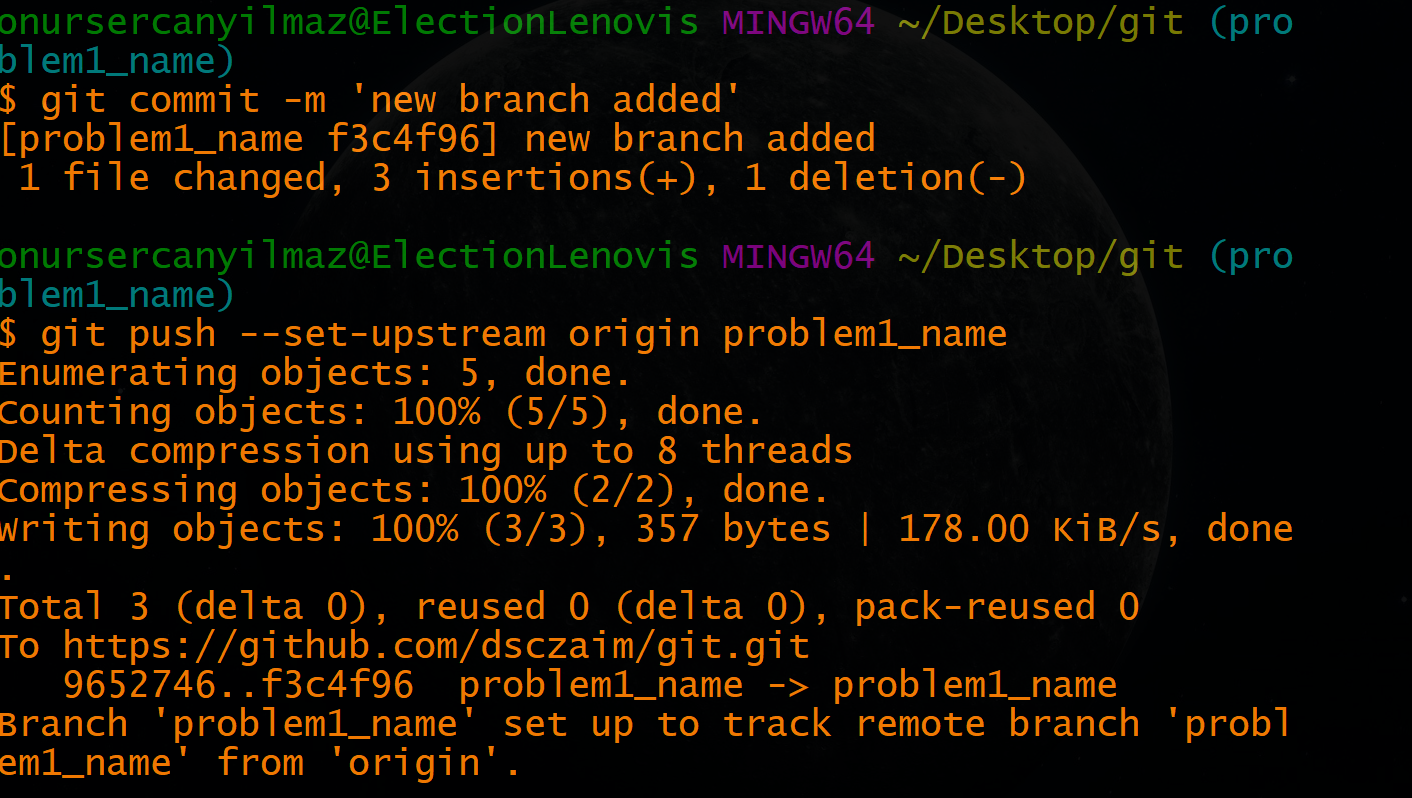 onursercanyilmaz@ElectionLenovis MINGW64 ~/Desktop/git (pro
blem1_name)
$ git commit -m 'new branch added'
[problem1_name f3c4f96] new branch added
 1 file changed, 3 insertions(+), 1 deletion(-)
onursercanyilmaz@ElectionLenovis MINGW64 ~/Desktop/git (pro
blem1_name)
$ git push --set-upstream origin problem1_name
Enumerating objects: 5, done.
Counting objects: 100% (5/5), done.
Delta compression using up to 8 threads
Compressing objects: 100% (2/2), done.
Writing objects: 100% (3/3), 357 bytes | 178.00 KiB/s, done
.
Total 3 (delta 0), reused 0 (delta 0), pack-reused 0
To https://github.com/dsczaim/git.git
   9652746..f3c4f96  problem1_name -> problem1_name
Branch 'problem1_name' set up to track remote branch 'probl
em1_name' from 'origin'.